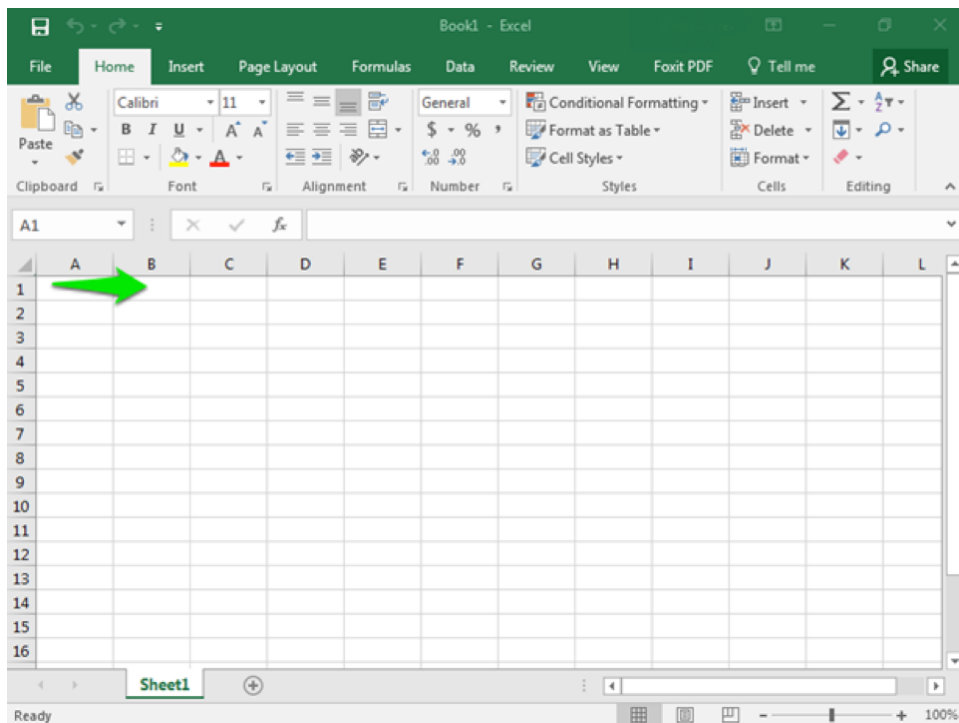 Book1 - Excel
File Home Insert Page Layout Formulas Data Review View Foxit PDF Tell me Share
Calibri 11 General Conditional Formatting Insert
Paste B I U A A $ % , Format as Table Delete
A .00 .0 Cell Styles Format
Clipboard Font Alignment Number Styles Cells Editing
A1 fx
A B C D E F G H I J K L
1
2
3
4
5
6
7
8
9
10
11
12
13
14
15
16
Sheet1
Ready 100%